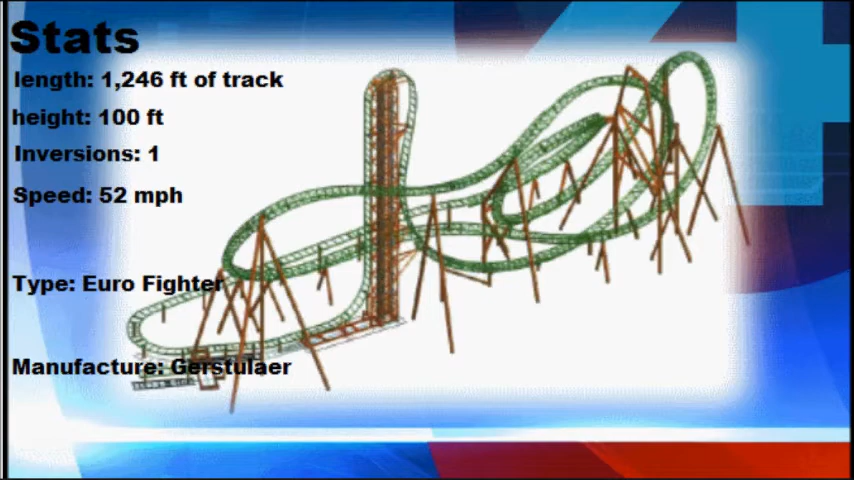 Stats
length: 1,246 ft of track
height: 100 ft
Inversions: 1
Speed: 52 mph
Type: Euro Fighter
Manufacture: Gerstulaer